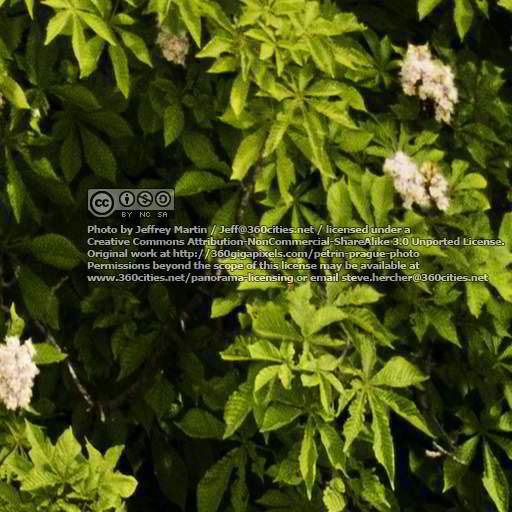 cc
BY NC SA
Photo by Jeffrey Martin / Jeff@360cities.net / licensed under a
Creative Commons Attribution-NonCommercial-ShareAlike 3.0 Unported License.
Original work at http://360gigapixels.com/petrin-prague-photo
Permissions beyond the scope of this license may be available at
www.360cities.net/panorama-licensing or email steve.hercher@360cities.net